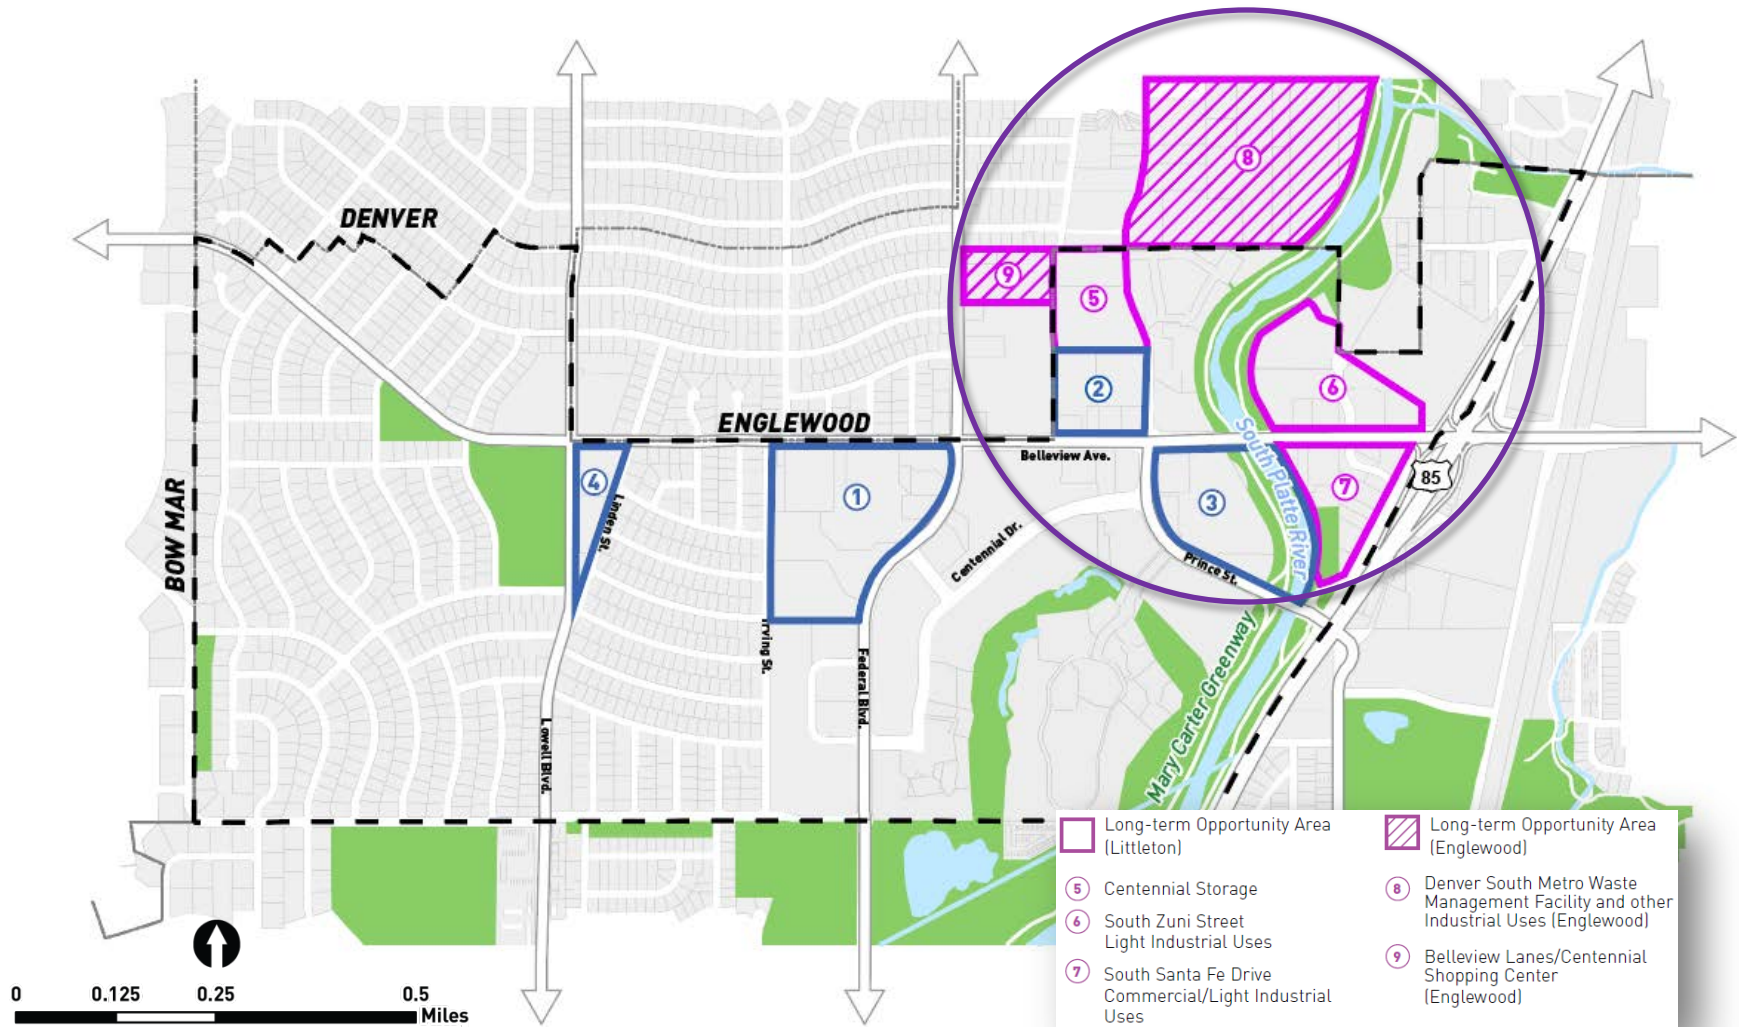 8
DENVER
9
5
2
6
ENGLEWOOD
Belleview Ave.
4
1
3
7
85
Linden St.
South Platte River
BOW MAR
Centennial Dr.
Prince St.
Irving St.
Federal Blvd.
Mary Carter Greenway
Lowell Blvd.
Long-term Opportunity Area
(Littleton)
5 Centennial Storage
6 South Zuni Street
Light Industrial Uses
7 South Santa Fe Drive
Commercial/Light Industrial
Uses
Long-term Opportunity Area
(Englewood)
8 Denver South Metro Waste
Management Facility and other
Industrial Uses (Englewood)
9 Belleview Lanes/Centennial
Shopping Center
(Englewood)
0 0.125 0.25 0.5
Miles